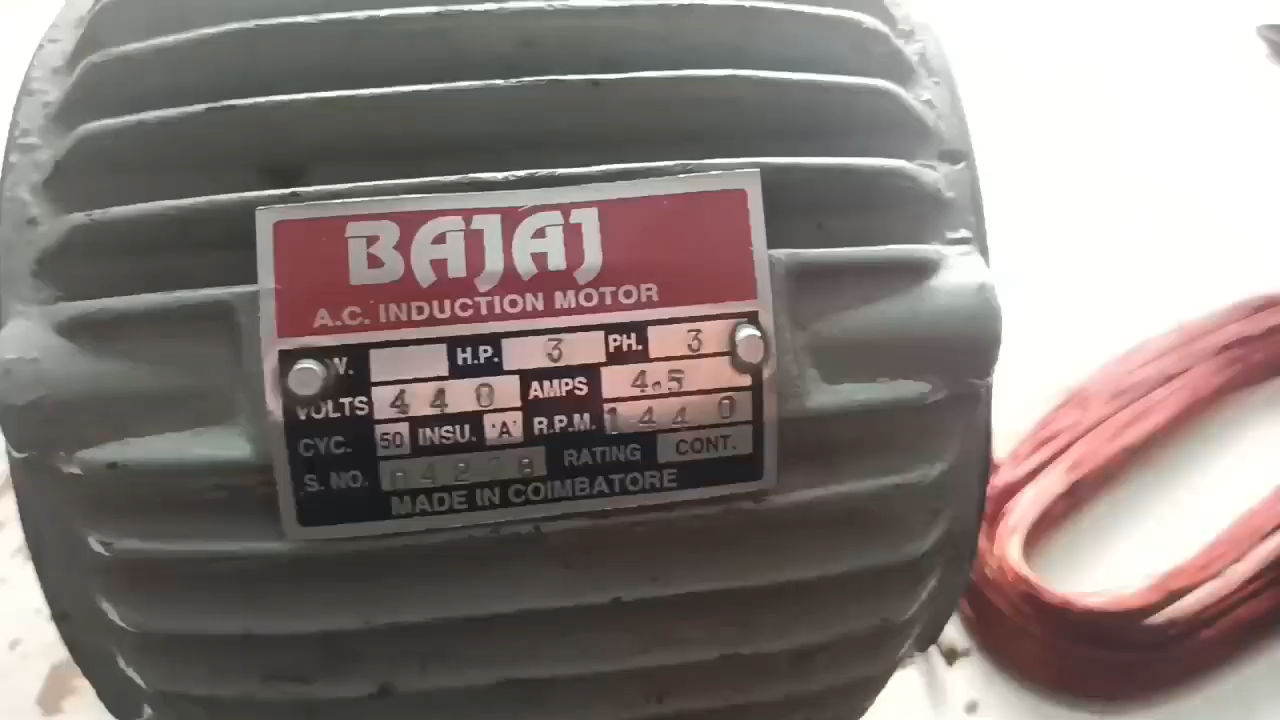 BAJAJ
A.C. INDUCTION MOTOR
W. H.P. 3 PH. 3
VOLTS 440 AMPS 4.5
CYC. 50 INSU. 'A' R.P.M. 1440
S. NO. RATING CONT.
MADE IN COIMBATORE